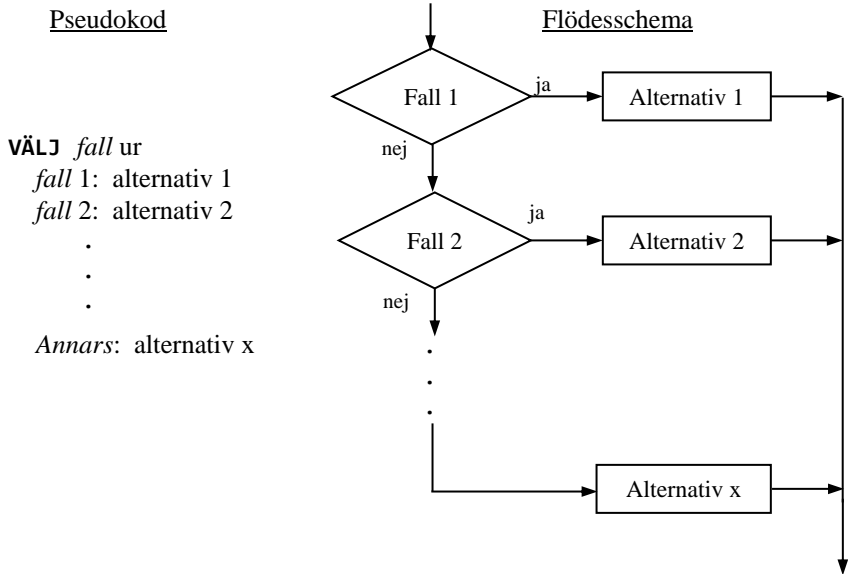 Pseudokod
VÄLJ fall ur
fall 1: alternativ 1
fall 2: alternativ 2
.
.
.
Annars: alternativ x
Flödesschema
Fall 1
ja
Alternativ 1
nej
Fall 2
ja
Alternativ 2
nej
.
.
.
Alternativ x